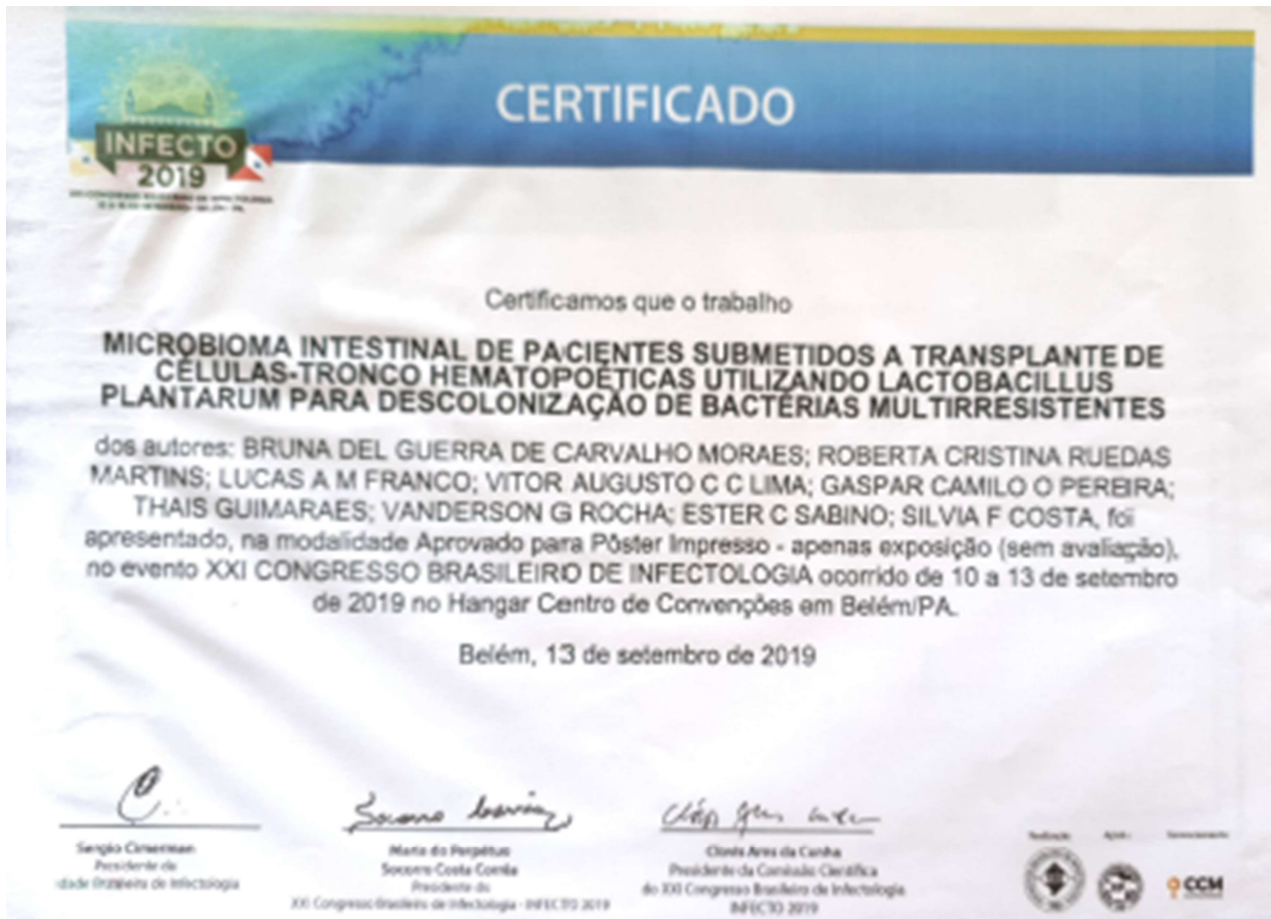 CERTIFICADO
INFECTO
2019
Certificamos que o trabalho
MICROBIOMA INTESTINAL DE PACIENTES SUBMETIDOS A TRANSPLANTE DE
CÉLULAS-TRONCO HEMATOPOÉTICAS UTILIZANDO LACTOBACILLUS
PLANTARUM PARA DESCOLONIZAÇÃO DE BACTÉRIAS MULTIRRESISTENTES
dos autores: BRUNA DEL GUERRA DE CARVALHO MORAES; ROBERTA CRISTINA RUEDAS
MARTINS; LUCAS A M FRANCO; VITOR AUGUSTO C C LIMA; GASPAR CAMILO O PEREIRA;
THAIS GUIMARAES; VANDERSON G ROCHA; ESTER C SABINO; SILVIA F COSTA, foi
apresentado, na modalidade Aprovado para Pôster Impresso - apenas exposição (sem avaliação),
no evento XXI CONGRESSO BRASILEIRO DE INFECTOLOGIA ocorrido de 10 a 13 de setembro
de 2019 no Hangar Centro de Convenções em Belém/PA.
Belém, 13 de setembro de 2019
Sergio Cimerman
Presidente da
dade Brasileira de Infectologia
Maria do Perpétuo
Socorro Costa Corrêa
Presidente do
XXI Congresso Brasileiro de Infectologia - INFECTO 2019
Clovis Arns da Cunha
Presidente da Comissão Científica
do XXI Congresso Brasileiro de Infectologia
INFECTO 2019
Realização
Apoio
CCM